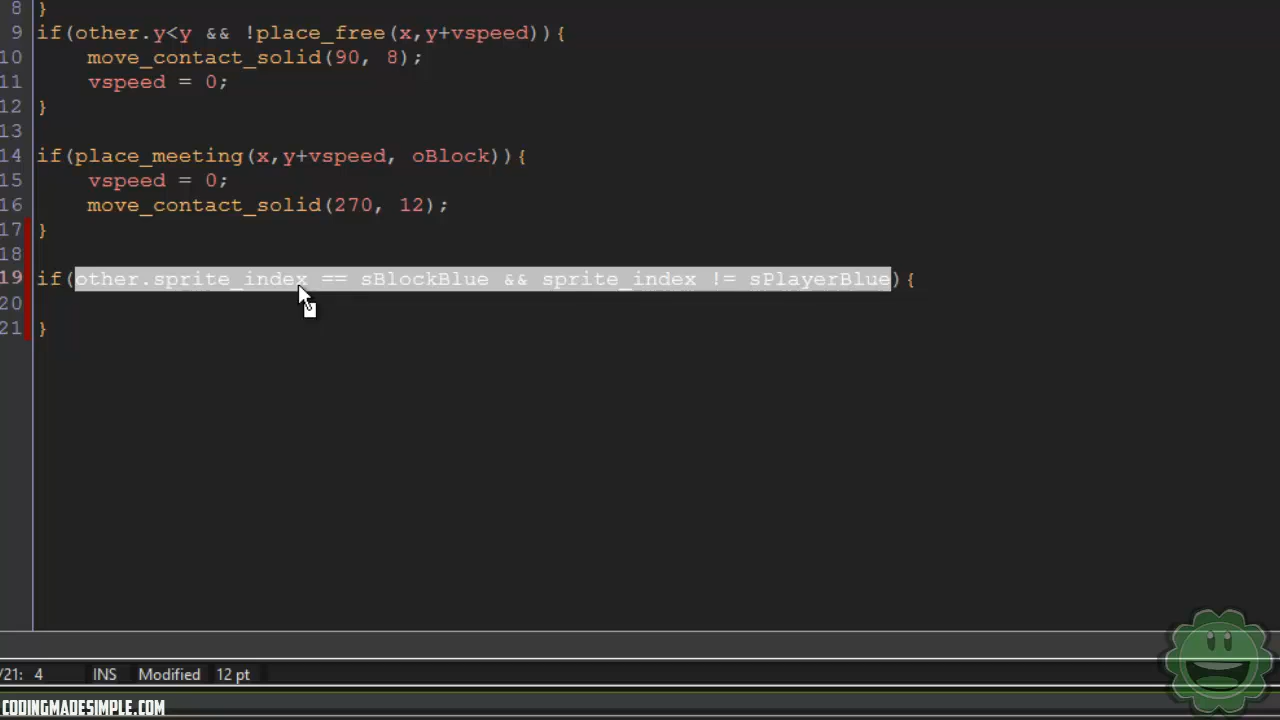 8 }
9 if(other.y<y && !place_free(x,y+vspeed)){
10 move_contact_solid(90, 8);
11 vspeed = 0;
12 }
13
14 if(place_meeting(x,y+vspeed, oBlock)){
15 vspeed = 0;
16 move_contact_solid(270, 12);
17 }
18
19 if(other.sprite_index == sBlockBlue && sprite_index != sPlayerBlue){
20
21 }
/21: 4 INS Modified 12 pt
CODINGMADESIMPLE.COM